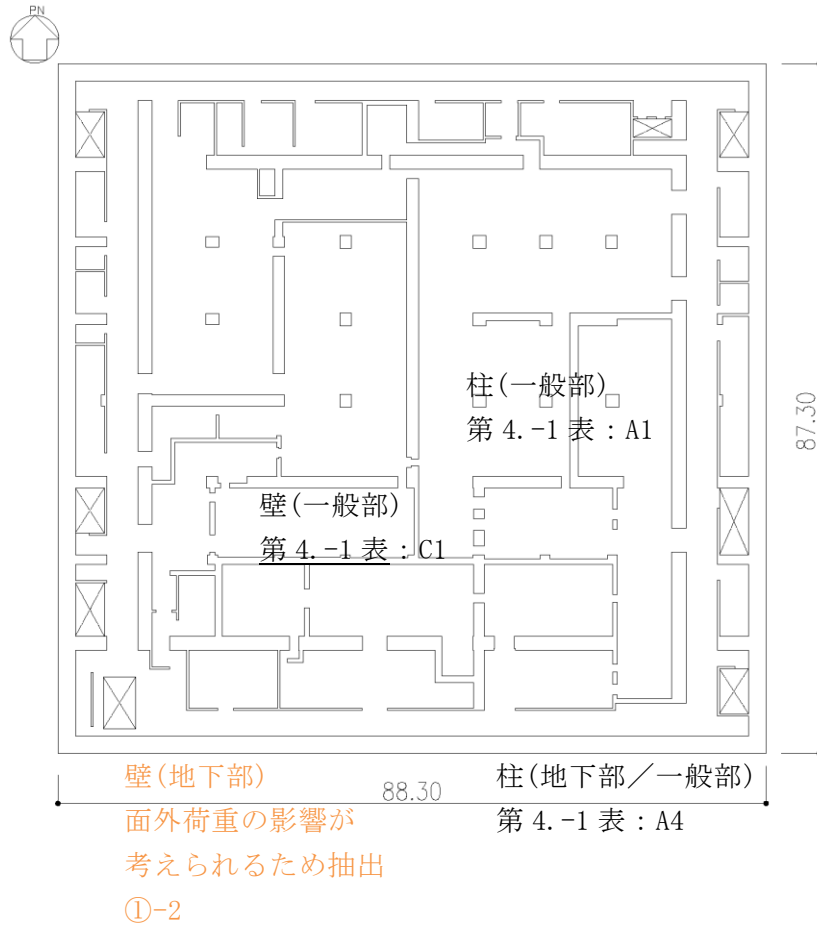 PN
柱(一般部)
第 4.-1 表：A1
87.30
壁(一般部)
第 4.-1 表：C1
88.30
壁(地下部)
面外荷重の影響が
考えられるため抽出
①-2
柱(地下部／一般部)
第 4.-1 表：A4